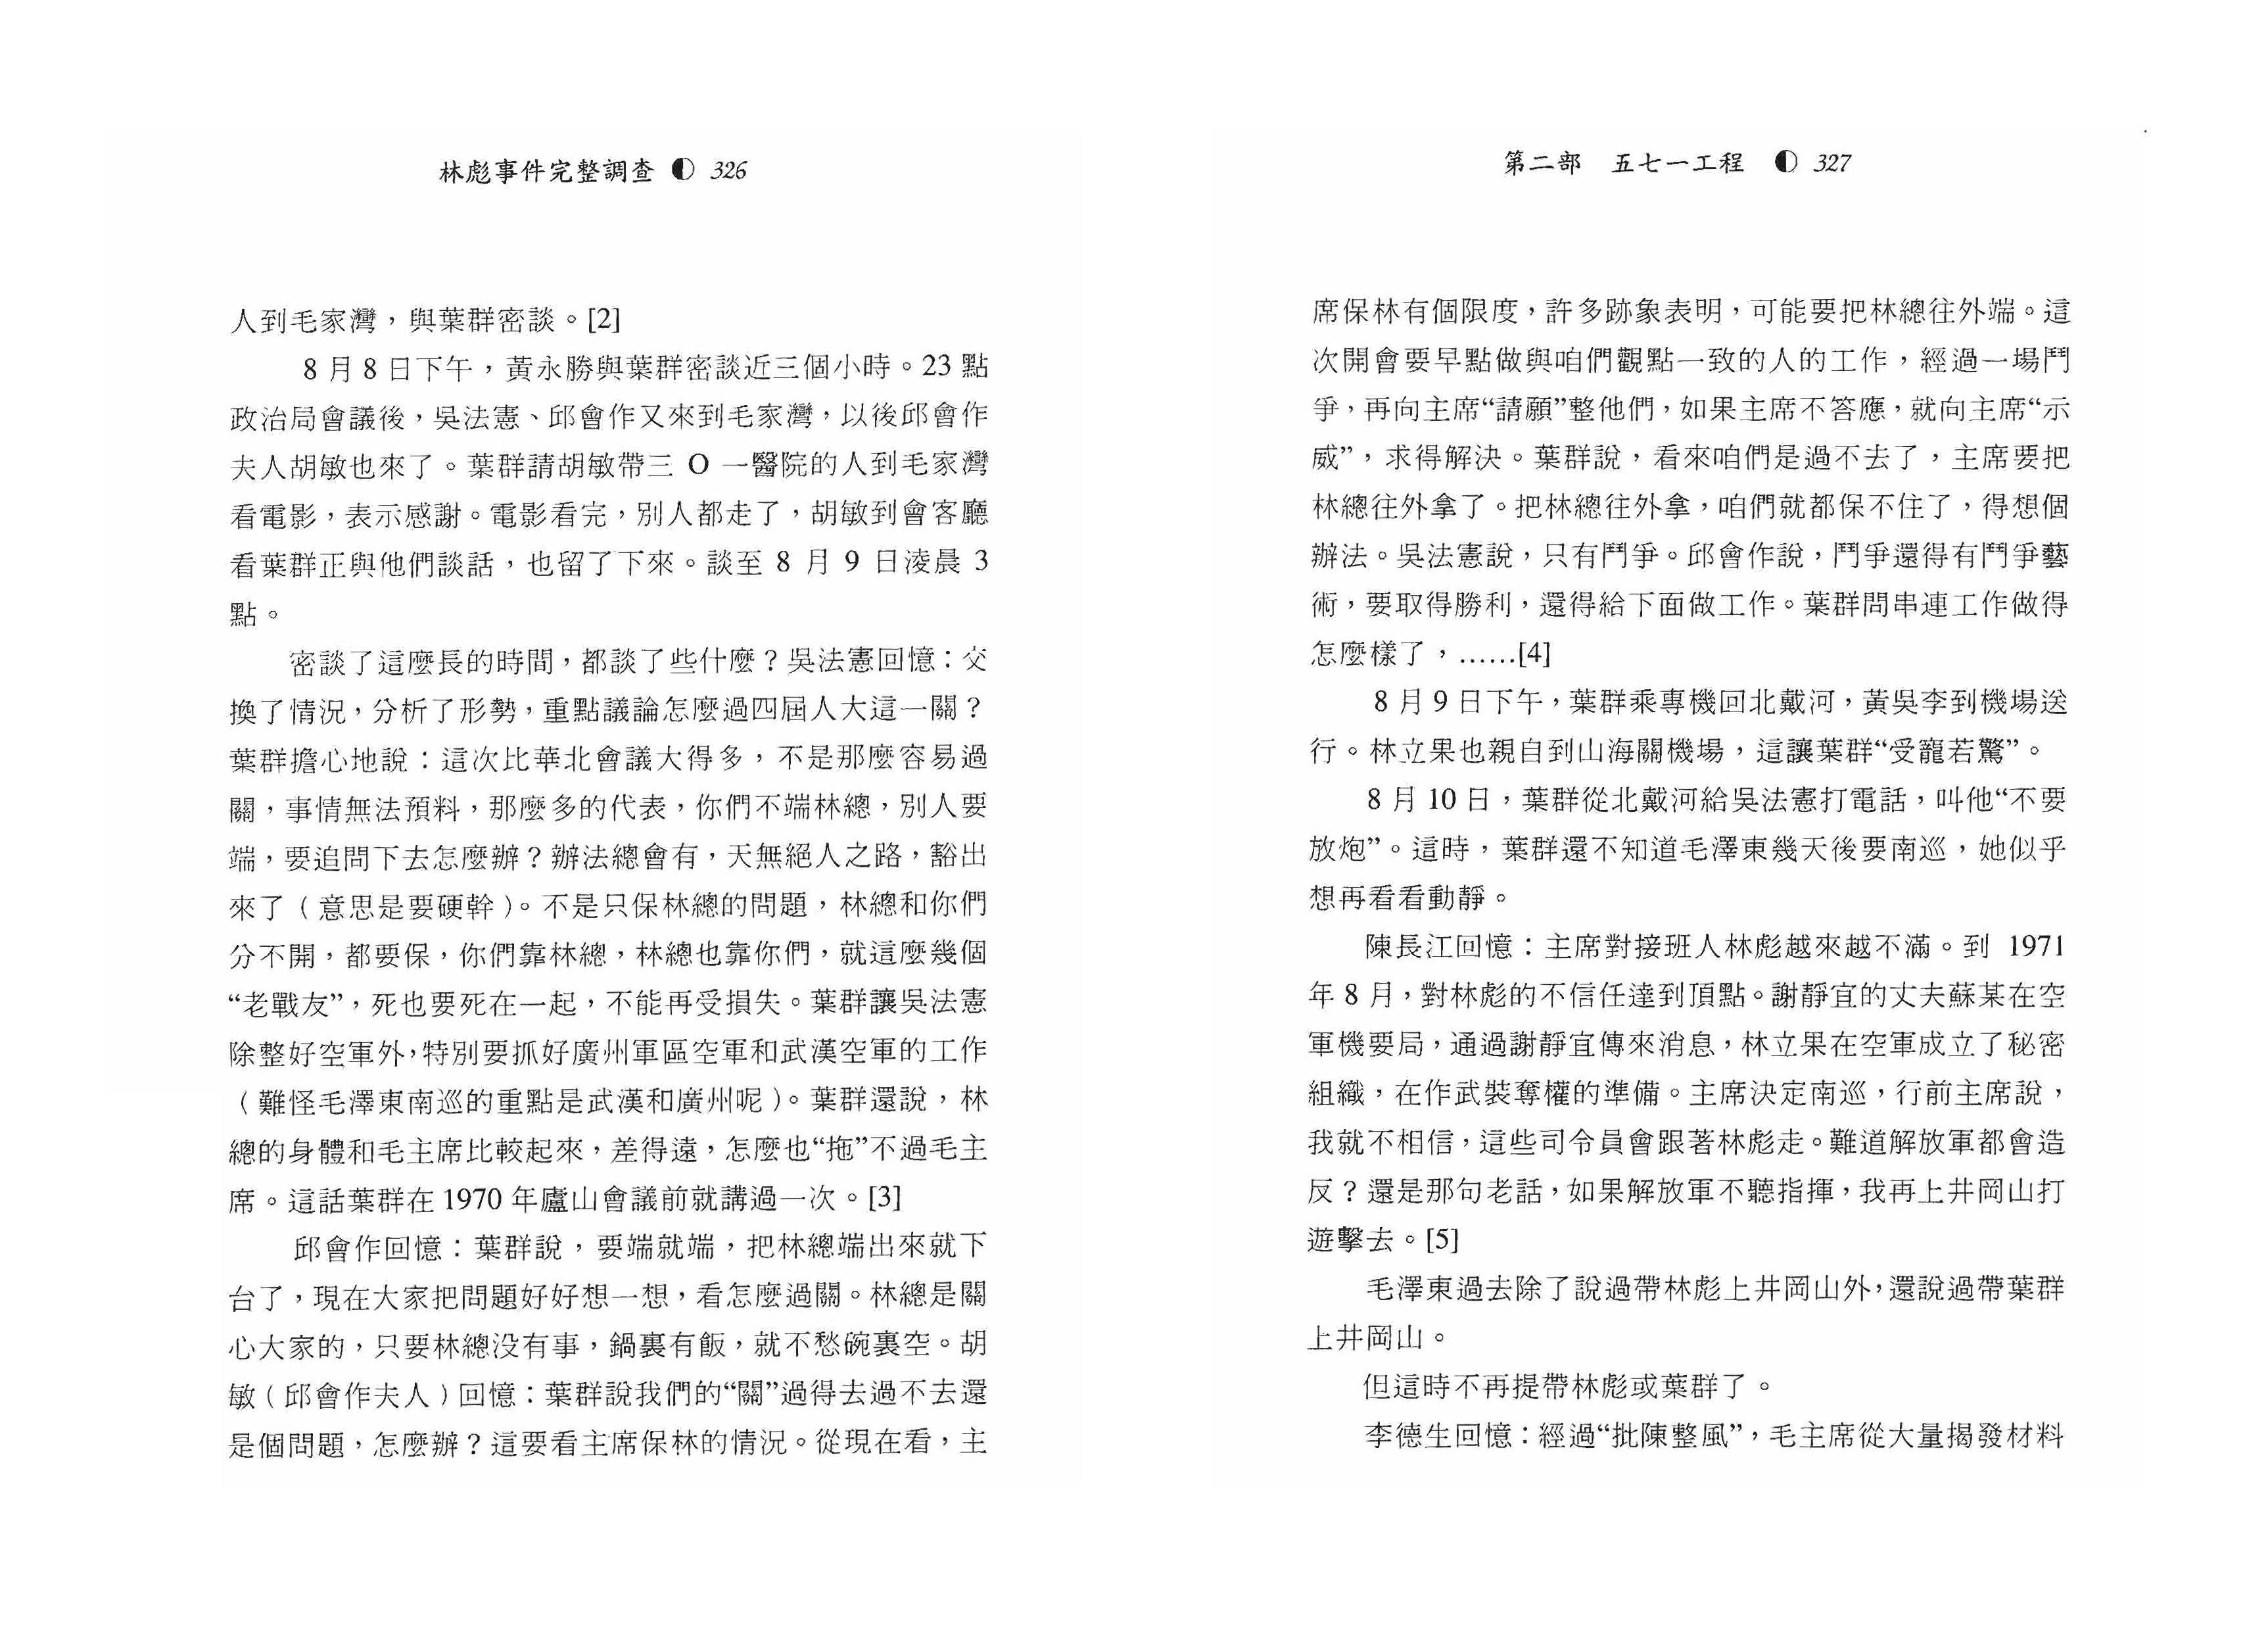 林彪事件完整調查 ◐ 326
人到毛家灣，與葉群密談。[2]
8 月 8 日下午，黃永勝與葉群密談近三個小時。23 點
政治局會議後，吳法憲、邱會作又來到毛家灣，以後邱會作
夫人胡敏也來了。葉群請胡敏帶三 O 一醫院的人到毛家灣
看電影，表示感謝。電影看完，別人都走了，胡敏到會客廳
看葉群正與他們談話，也留了下來。談至 8 月 9 日淩晨 3
點。
密談了這麼長的時間，都談了些什麼？吳法憲回憶：交
換了情況，分析了形勢，重點議論怎麼過四屆人大這一關？
葉群擔心地說：這次比華北會議大得多，不是那麼容易過
關，事情無法預料，那麼多的代表，你們不端林總，別人要
端，要追問下去怎麼辦？辦法總會有，天無絕人之路，豁出
來了（意思是要硬幹）。不是只保林總的問題，林總和你們
分不開，都要保，你們靠林總，林總也靠你們，就這麼幾個
“老戰友”，死也要死在一起，不能再受損失。葉群讓吳法憲
除整好空軍外，特別要抓好廣州軍區空軍和武漢空軍的工作
（難怪毛澤東南巡的重點是武漢和廣州呢）。葉群還說，林
總的身體和毛主席比較起來，差得遠，怎麼也“拖”不過毛主
席。這話葉群在 1970 年廬山會議前就講過一次。[3]
邱會作回憶：葉群說，要端就端，把林總端出來就下
台了，現在大家把問題好好想一想，看怎麼過關。林總是關
心大家的，只要林總没有事，鍋裏有飯，就不愁碗裏空。胡
敏（邱會作夫人）回憶：葉群說我們的“關”過得去過不去還
是個問題，怎麼辦？這要看主席保林的情況。從現在看，主
第二部 五七一工程 ◐ 327
席保林有個限度，許多跡象表明，可能要把林總往外端。這
次開會要早點做與咱們觀點一致的人的工作，經過一場鬥
爭，再向主席“請願”整他們，如果主席不答應，就向主席“示
威”，求得解決。葉群說，看來咱們是過不去了，主席要把
林總往外拿了。把林總往外拿，咱們就都保不住了，得想個
辦法。吳法憲說，只有鬥爭。邱會作說，鬥爭還得有鬥爭藝
術，要取得勝利，還得給下面做工作。葉群問串連工作做得
怎麼樣了，……[4]
8 月 9 日下午，葉群乘專機回北戴河，黃吳李到機場送
行。林立果也親自到山海關機場，這讓葉群“受寵若驚”。
8 月 10 日，葉群從北戴河給吳法憲打電話，叫他“不要
放炮”。這時，葉群還不知道毛澤東幾天後要南巡，她似乎
想再看看動靜。
陳長江回憶：主席對接班人林彪越來越不滿。到 1971
年 8 月，對林彪的不信任達到頂點。謝靜宜的丈夫蘇某在空
軍機要局，通過謝靜宜傳來消息，林立果在空軍成立了秘密
組織，在作武裝奪權的準備。主席決定南巡，行前主席說，
我就不相信，這些司令員會跟著林彪走。難道解放軍都會造
反？還是那句老話，如果解放軍不聽指揮，我再上井岡山打
遊擊去。[5]
毛澤東過去除了說過帶林彪上井岡山外，還說過帶葉群
上井岡山。
但這時不再提帶林彪或葉群了。
李德生回憶：經過“批陳整風”，毛主席從大量揭發材料